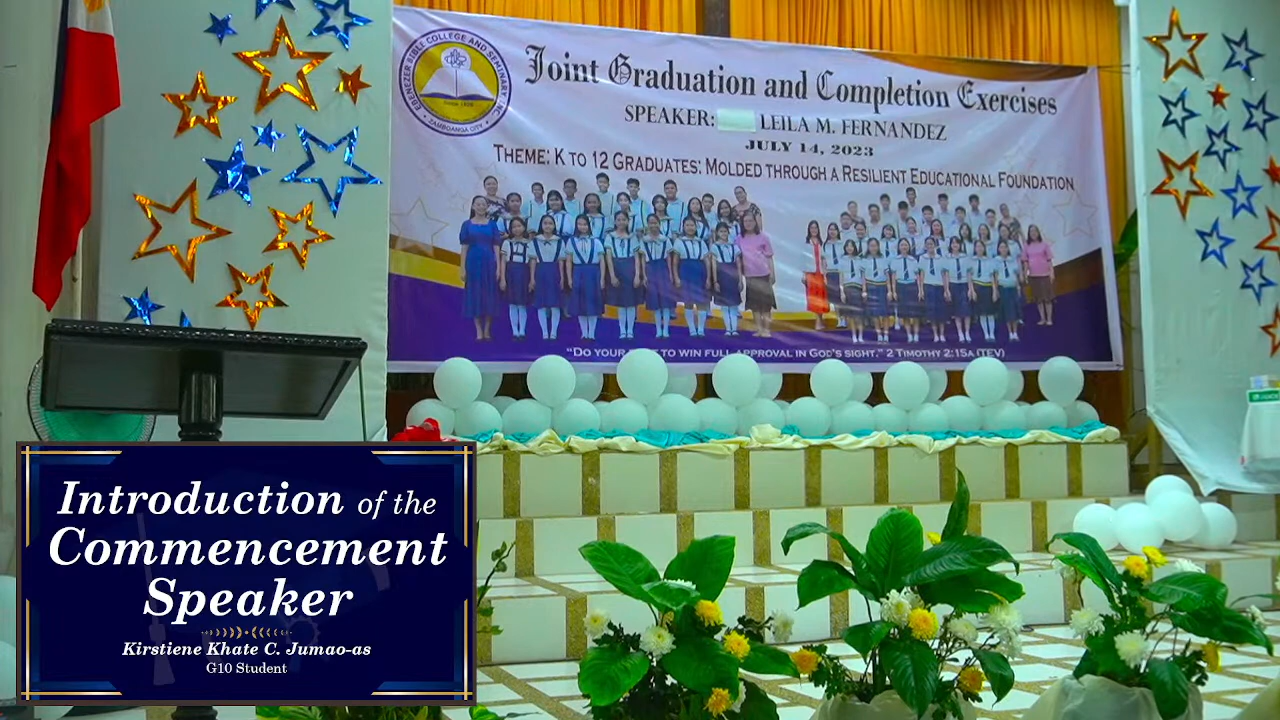 EBENEZER BIBLE COLLEGE AND SEMINARY, INC.
ZAMBOANGA CITY
Joint Graduation and Completion Exercises
SPEAKER: LEILA M. FERNANDEZ
JULY 14, 2023
THEME: K TO 12 GRADUATES: MOLDED THROUGH A RESILIENT EDUCATIONAL FOUNDATION
"DO YOUR TO WIN FULL APPROVAL IN GOD'S SIGHT." 2 TIMOTHY 2:15A (TEV)
Introduction of the
Commencement
Speaker
Kirstiene Khate C. Jumao-as
G10 Student